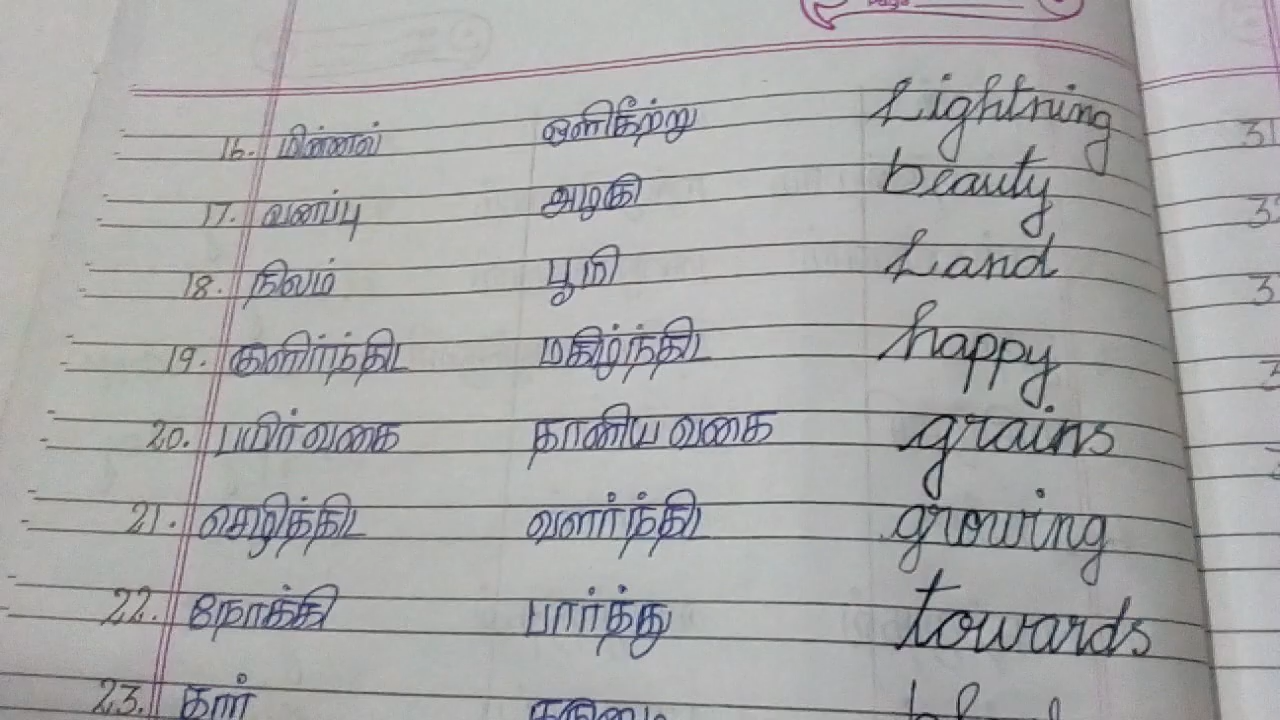 Page
16. மின்னல் ஒளிகீற்று Lightning
17. வனப்பு அழகு beauty
18. நிலம் பூமி Land
19. குளிர்ந்திட மகிழ்ந்திட happy
20. பயிர்வகை தானியவகை grains
21. செழித்திட வளர்ந்திட growing
22. நோக்கி பார்த்து towards
23. கார்